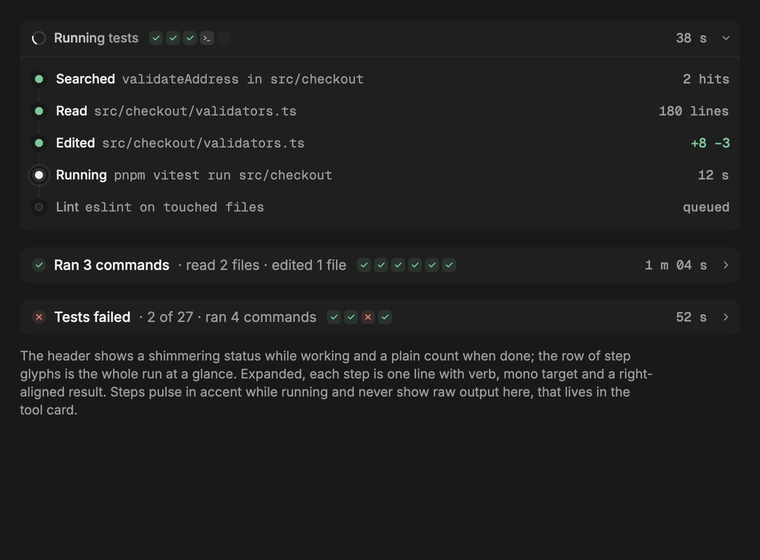 Running tests 38 s
Searched validateAddress in src/checkout 2 hits
Read src/checkout/validators.ts 180 lines
Edited src/checkout/validators.ts +8 −3
Running pnpm vitest run src/checkout 12 s
Lint eslint on touched files queued
Ran 3 commands · read 2 files · edited 1 file 1 m 04 s
Tests failed · 2 of 27 · ran 4 commands 52 s
The header shows a shimmering status while working and a plain count when done; the row of step
glyphs is the whole run at a glance. Expanded, each step is one line with verb, mono target and a right-
aligned result. Steps pulse in accent while running and never show raw output here, that lives in the
tool card.